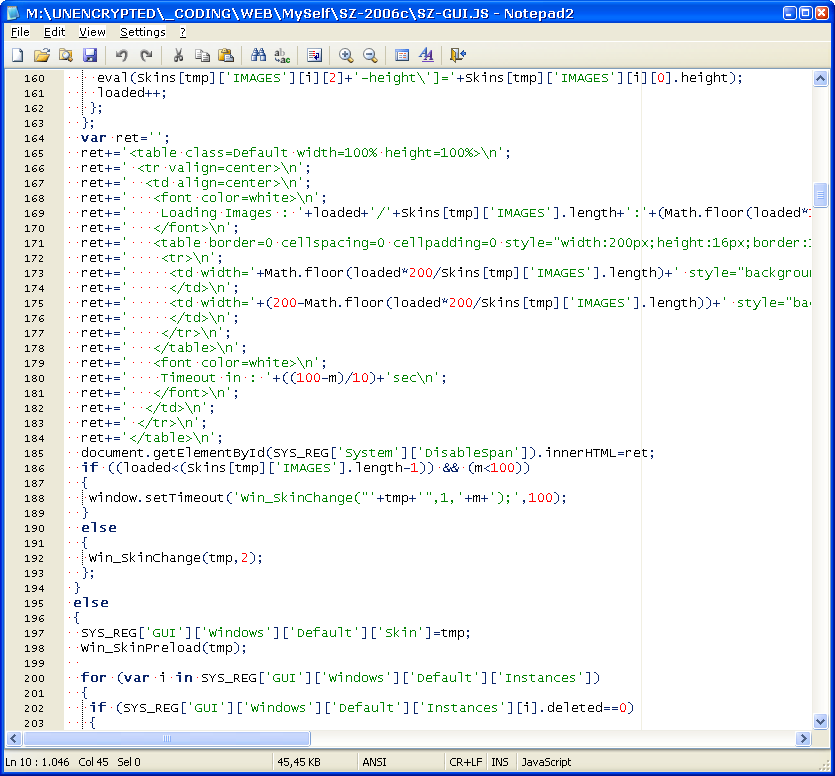 M:\UNENCRYPTED\_CODING\WEB\MySelf\SZ-2006c\SZ-GUI.JS - Notepad2
File Edit View Settings ?
160 eval(Skins[tmp]['IMAGES'][i][2]+'-height\']='+Skins[tmp]['IMAGES'][i][0].height);
161 loaded++;
162 };
163 };
164 var ret='';
165 ret+='<table class=Default width=100% height=100%>\n';
166 ret+=' <tr valign=center>\n';
167 ret+='  <td align=center>\n';
168 ret+='   <font color=white>\n';
169 ret+='    Loading Images : '+loaded+'/'+Skins[tmp]['IMAGES'].length+':'+(Math.floor(loaded*
170 ret+='   </font>\n';
171 ret+='   <table border=0 cellspacing=0 cellpadding=0 style="width:200px;height:16px;border:
172 ret+='    <tr>\n';
173 ret+='     <td width='+Math.floor(loaded*200/Skins[tmp]['IMAGES'].length)+' style="backgroun
174 ret+='     </td>\n';
175 ret+='     <td width='+(200-Math.floor(loaded*200/Skins[tmp]['IMAGES'].length))+' style="ba
176 ret+='     </td>\n';
177 ret+='    </tr>\n';
178 ret+='   </table>\n';
179 ret+='   <font color=white>\n';
180 ret+='    Timeout in : '+((100-m)/10)+'sec\n';
181 ret+='   </font>\n';
182 ret+='  </td>\n';
183 ret+=' </tr>\n';
184 ret+='</table>\n';
185 document.getElementById(SYS_REG['System']['DisableSpan']).innerHTML=ret;
186 if ((loaded<(Skins[tmp]['IMAGES'].length-1)) && (m<100))
187 {
188 window.setTimeout('Win_SkinChange("'+tmp+'",1,'+m+');',100);
189 }
190 else
191 {
192 Win_SkinChange(tmp,2);
193 };
194 }
195 else
196 {
197 SYS_REG['GUI']['Windows']['Default']['Skin']=tmp;
198 Win_SkinPreload(tmp);
199
200 for (var i in SYS_REG['GUI']['Windows']['Default']['Instances'])
201 {
202 if (SYS_REG['GUI']['Windows']['Default']['Instances'][i].deleted==0)
203 {
Ln 10 : 1.046 Col 45 Sel 0 45,45 KB ANSI CR+LF INS JavaScript